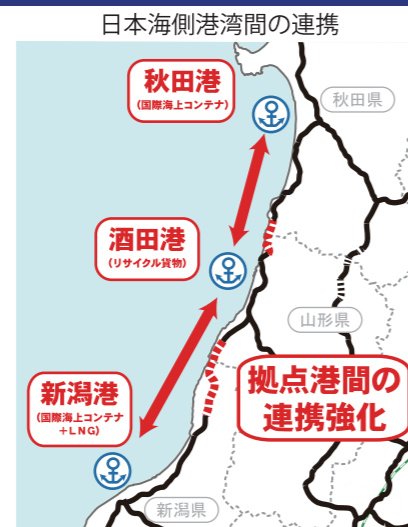 日本海側港湾間の連携
秋田港
(国際海上コンテナ)
秋田県
酒田港
(リサイクル貨物)
山形県
拠点港間の
連携強化
新潟港
(国際海上コンテナ
+LNG)
新潟県